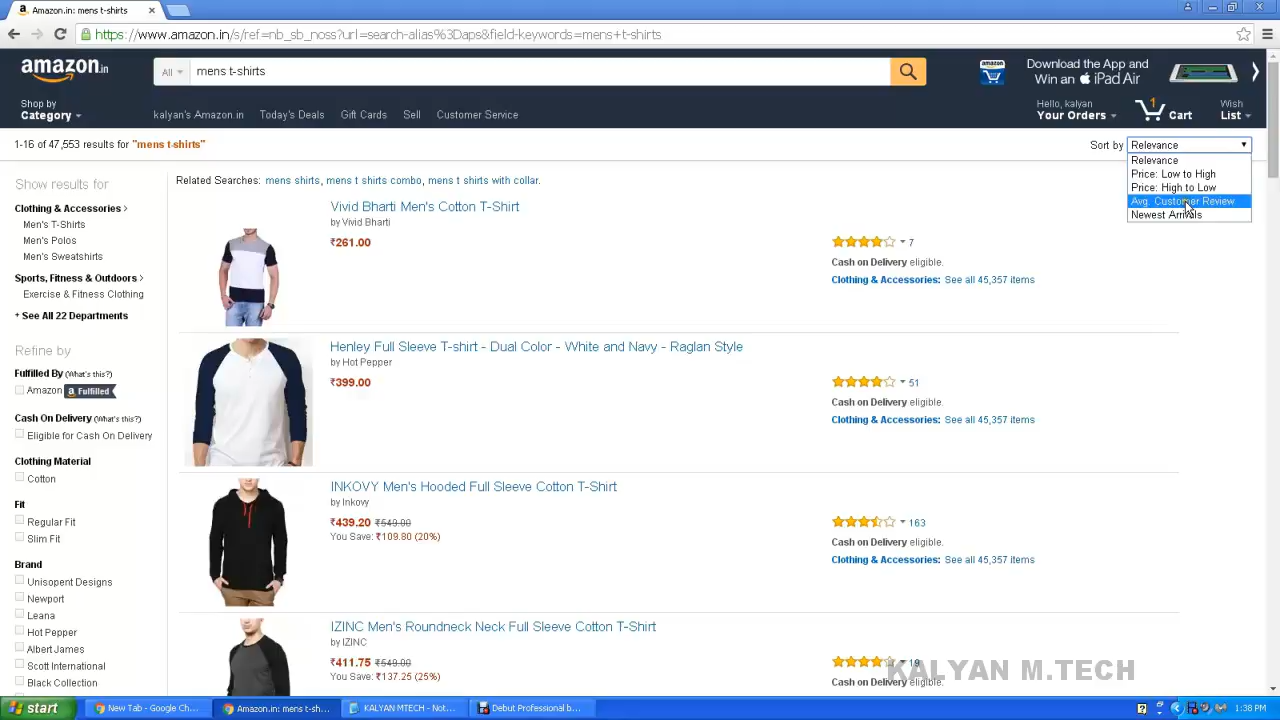 Amazon.in: mens t-shirts
https://www.amazon.in/s/ref=nb_sb_noss?url=search-alias%3Daps&field-keywords=mens+t-shirts
amazon.in
All
mens t-shirts
amazon
Download the App and
Win an iPad Air
Shop by
Category
kalyan's Amazon.in
Today's Deals
Gift Cards
Sell
Customer Service
Hello, kalyan
Your Orders
1
Cart
Wish
List
1-16 of 47,553 results for "mens t-shirts"
Sort by
Relevance
Relevance
Price: Low to High
Price: High to Low
Avg. Customer Review
Newest Arrivals
Show results for
Clothing & Accessories
Men's T-Shirts
Men's Polos
Men's Sweatshirts
Sports, Fitness & Outdoors
Exercise & Fitness Clothing
+ See All 22 Departments
Refine by
Fulfilled By (What's this?)
Amazon a Fulfilled
Cash On Delivery (What's this?)
Eligible for Cash On Delivery
Clothing Material
Cotton
Fit
Regular Fit
Slim Fit
Brand
Unisopent Designs
Newport
Leana
Hot Pepper
Albert James
Scott International
Black Collection
Related Searches: mens shirts, mens t shirts combo, mens t shirts with collar.
Vivid Bharti Men's Cotton T-Shirt
by Vivid Bharti
₹261.00
7
Cash on Delivery eligible.
Clothing & Accessories: See all 45,357 items
Henley Full Sleeve T-shirt - Dual Color - White and Navy - Raglan Style
by Hot Pepper
₹399.00
51
Cash on Delivery eligible.
Clothing & Accessories: See all 45,357 items
INKOVY Men's Hooded Full Sleeve Cotton T-Shirt
by Inkovy
₹439.20 ₹549.00
You Save: ₹109.80 (20%)
163
Cash on Delivery eligible.
Clothing & Accessories: See all 45,357 items
IZINC Men's Roundneck Neck Full Sleeve Cotton T-Shirt
by IZINC
₹411.75 ₹549.00
You Save: ₹137.25 (25%)
19
Cash on Delivery eligible.
KALYAN M.TECH
start
New Tab - Google Ch...
Amazon.in: mens t-s...
KALYAN MTECH - Not...
Debut Professional b...
1:38 PM